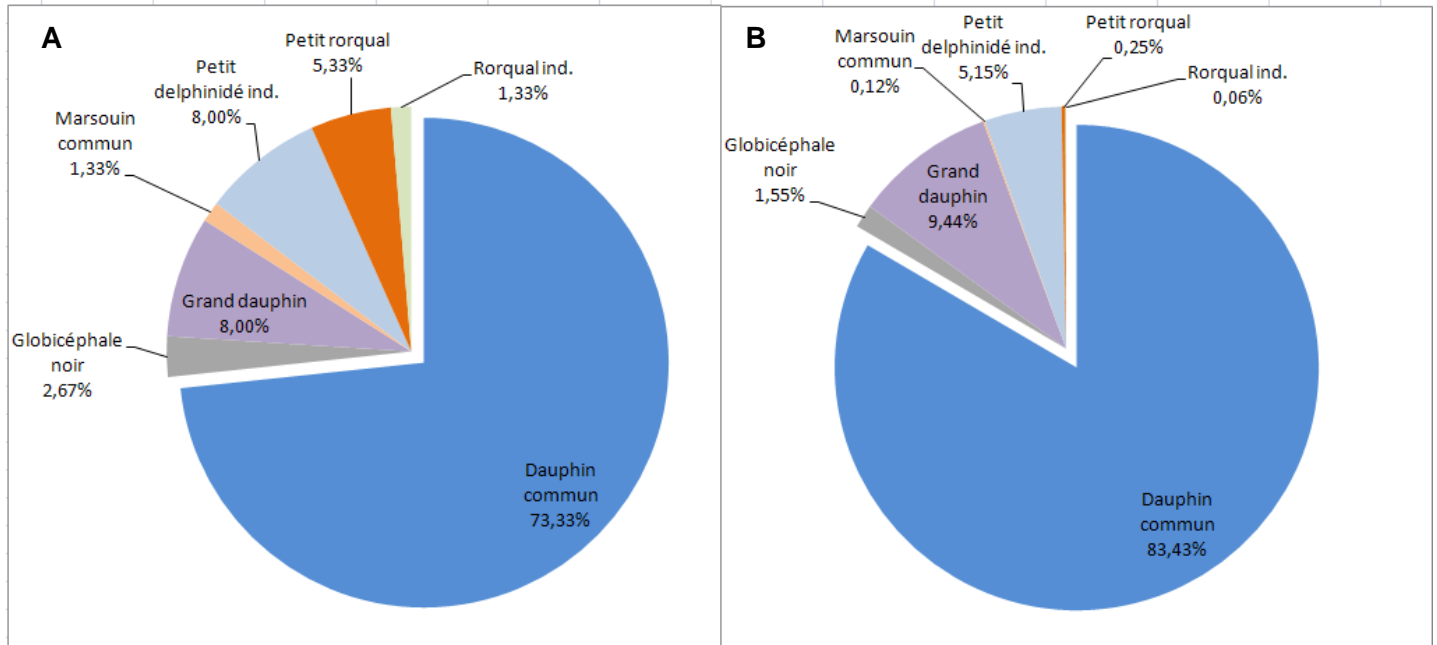 A
Petit rorqual
5,33%
Rorqual ind.
1,33%
Petit
delphinidé ind.
8,00%
Marsouin
commun
1,33%
Grand dauphin
8,00%
Globicéphale
noir
2,67%
Dauphin
commun
73,33%
B
Petit rorqual
0,25%
Petit
delphinidé ind.
5,15%
Marsouin
commun
0,12%
Rorqual ind.
0,06%
Globicéphale
noir
1,55%
Grand
dauphin
9,44%
Dauphin
commun
83,43%